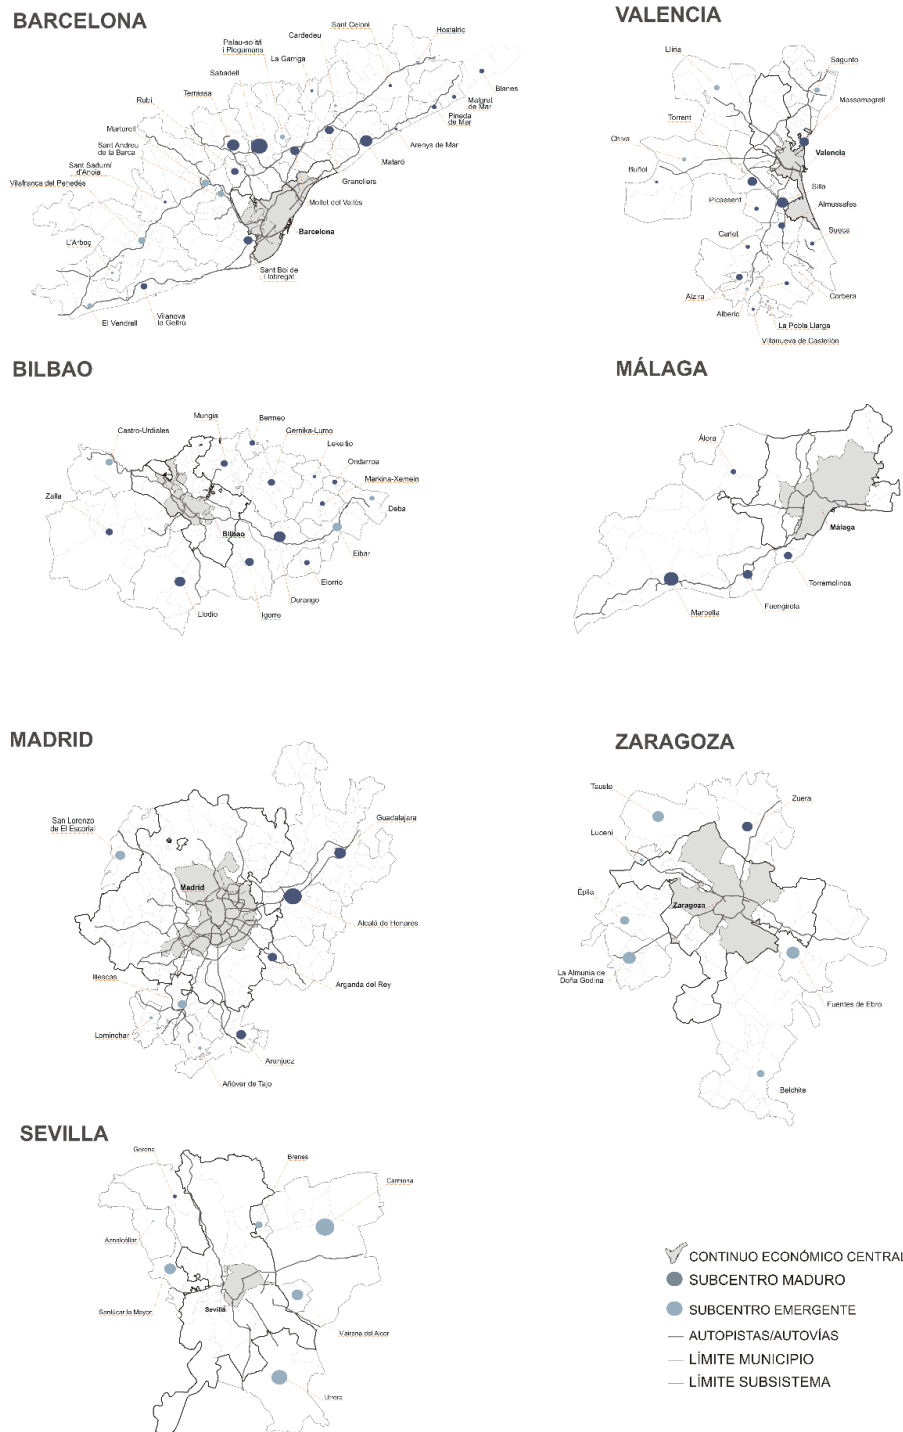 BARCELONA
Sant Celoni
Hostalric
Cardedeu
Palau-solità
i Plegamans
La Garriga
Sabadell
Terrassa
Blanes
Rubí
Malgrat
de Mar
Pineda
de Mar
Martorell
Sant Andreu
de la Barca
Arenys de Mar
Sant Sadurní
d'Anoia
Mataró
Vilafranca del Penedés
Granollers
Mollet del Vallès
Barcelona
L'Arboç
Sant Boi de
Llobregat
El Vendrell
Vilanova
la Geltrú
VALENCIA
Llíria
Sagunto
Massamagrell
Torrent
Chiva
Valencia
Buñol
Silla
Picassent
Almussafes
Carlet
Sueca
Alzira
Corbera
Alberic
La Pobla Llarga
Villanueva de Castellón
BILBAO
Mungia
Bermeo
Castro-Urdiales
Gernika-Lumo
Lekeitio
Ondarroa
Markina-Xemein
Zalla
Deba
Bilbao
Eibar
Elorrio
Durango
Llodio
Igorre
MÁLAGA
Álora
Málaga
Torremolinos
Fuengirola
Marbella
MADRID
San Lorenzo
de El Escorial
Guadalajara
Madrid
Alcalá de Henares
Illescas
Arganda del Rey
Lominchar
Aranjuez
Añóver de Tajo
ZARAGOZA
Tauste
Zuera
Luceni
Épila
Zaragoza
La Almunia de
Doña Godina
Fuentes de Ebro
Belchite
SEVILLA
Gerena
Brenes
Carmona
Aznalcóllar
Sanlúcar la Mayor
Sevilla
Mairena del Alcor
Utrera
CONTINUO ECONÓMICO CENTRAL
SUBCENTRO MADURO
SUBCENTRO EMERGENTE
AUTOPISTAS/AUTOVÍAS
LÍMITE MUNICIPIO
LÍMITE SUBSISTEMA